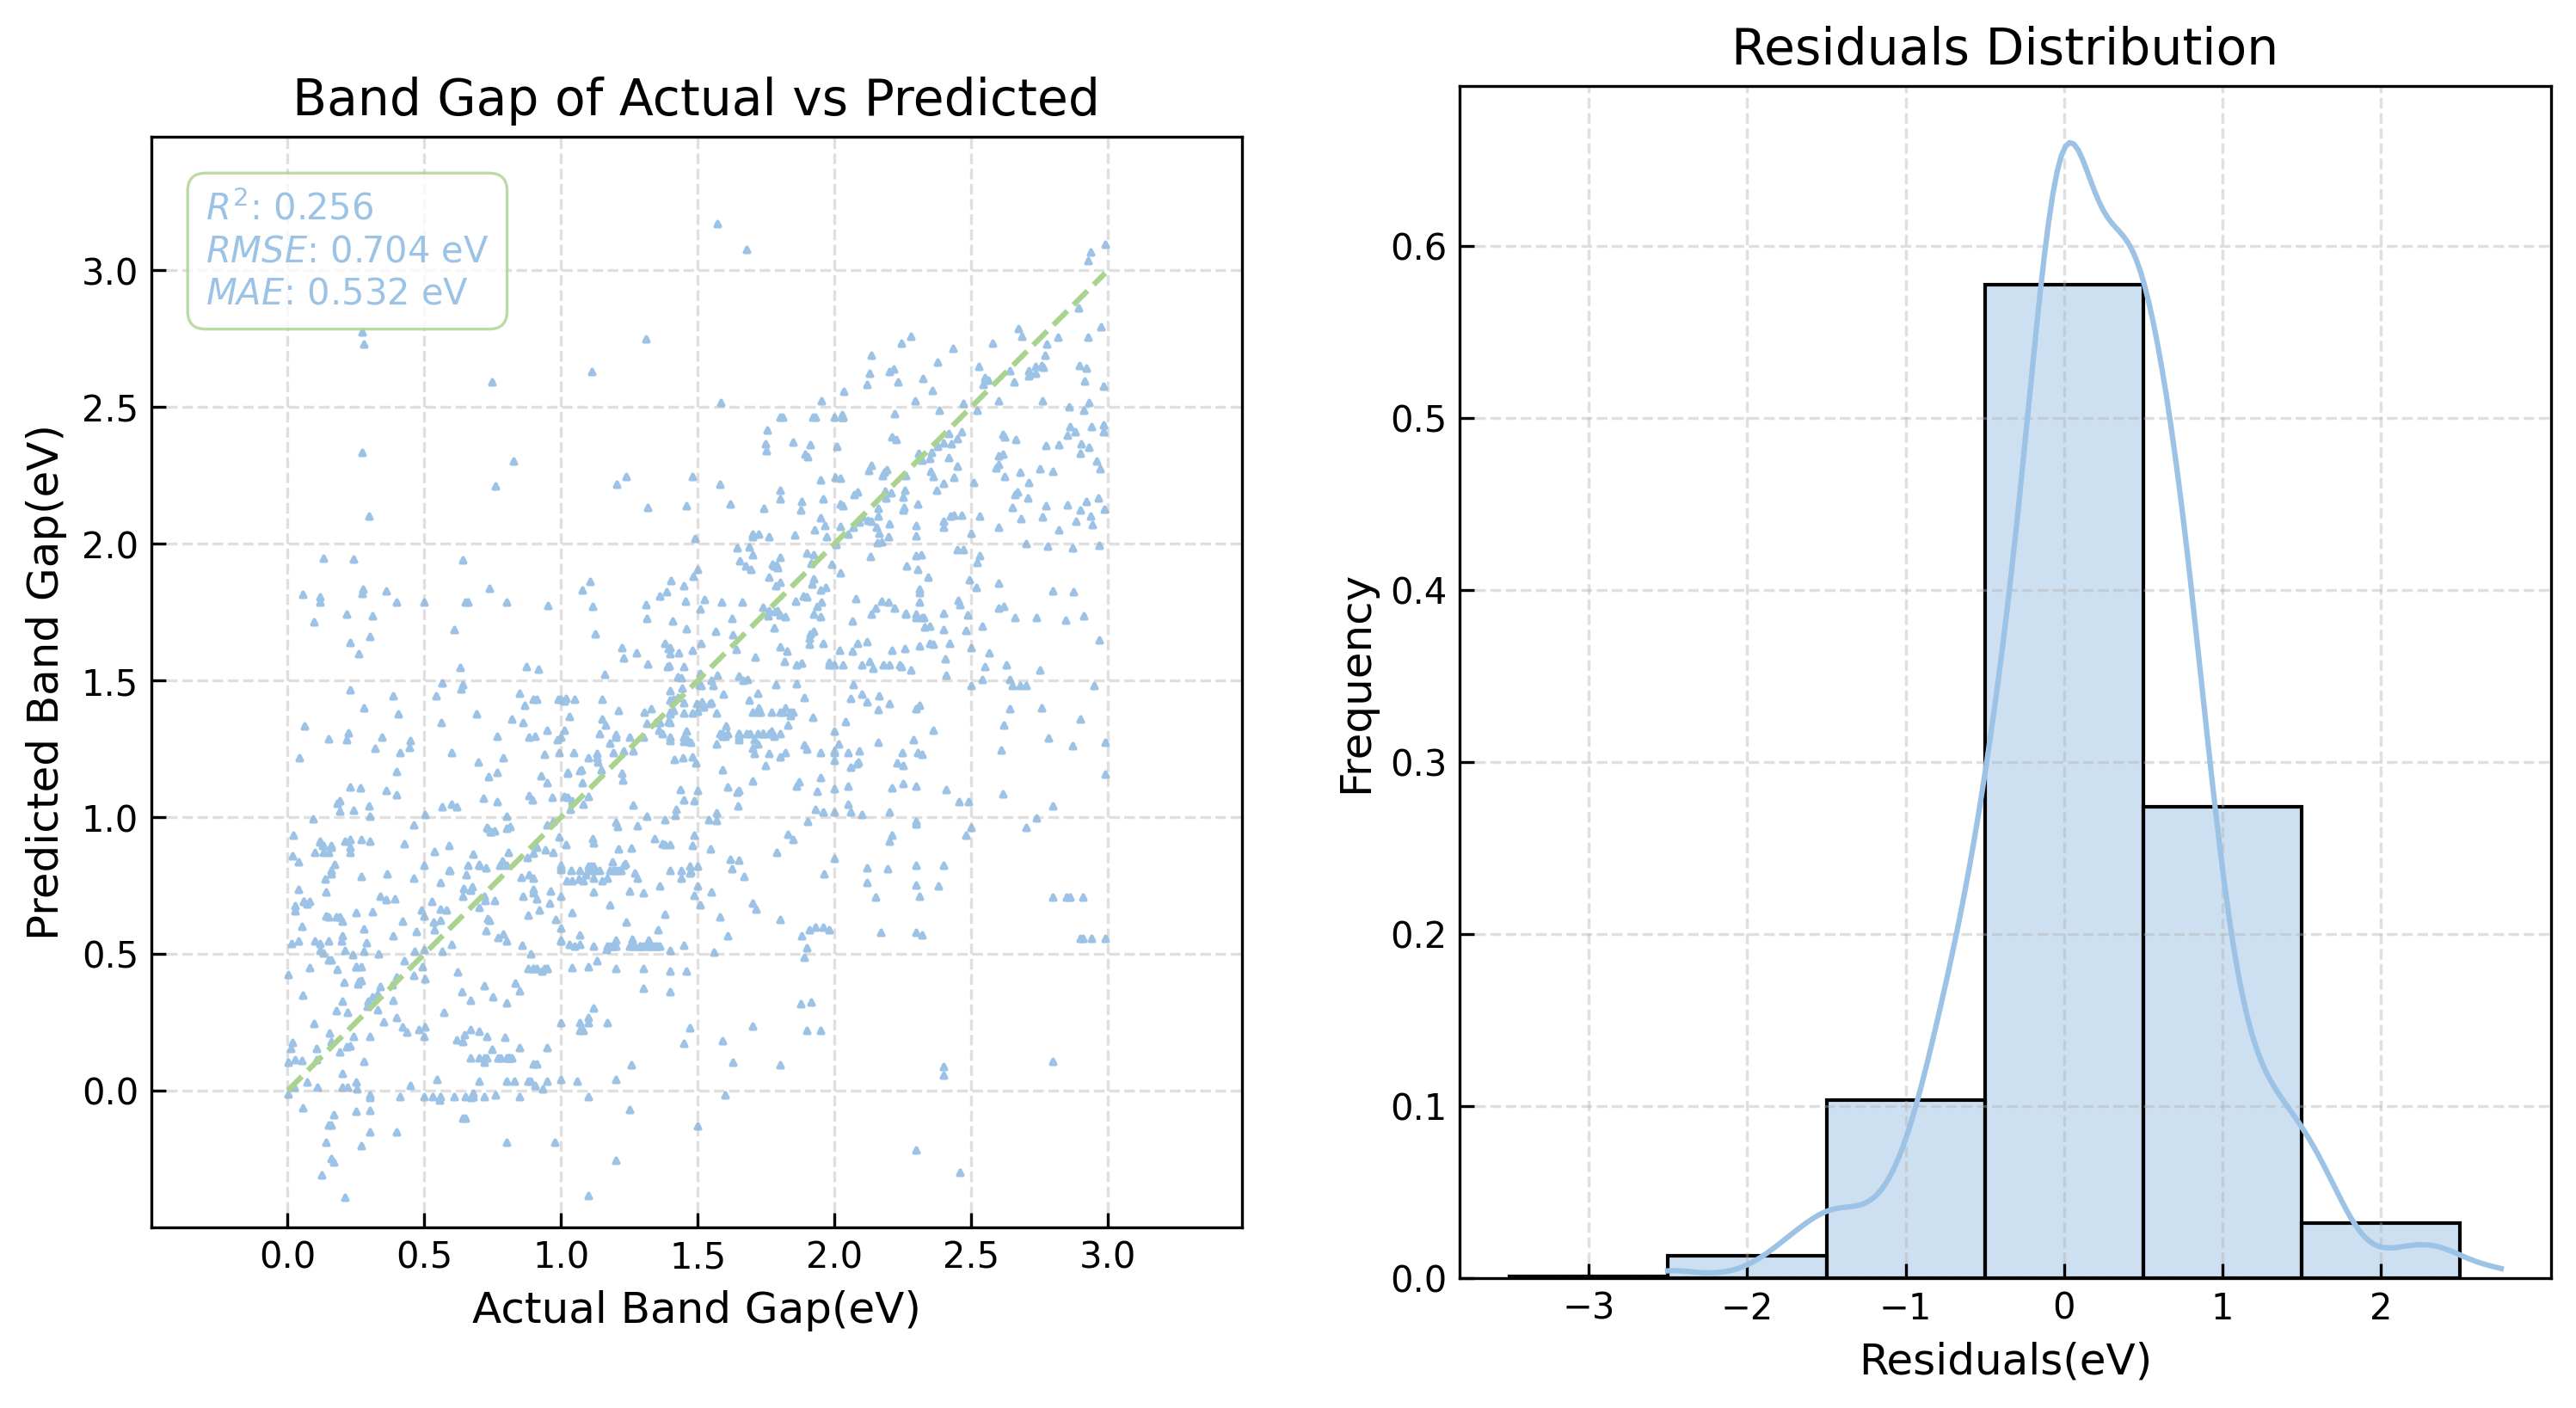 Band Gap of Actual vs Predicted
R²: 0.256
RMSE: 0.704 eV
MAE: 0.532 eV
Predicted Band Gap(eV)
3.0
2.5
2.0
1.5
1.0
0.5
0.0
0.0 0.5 1.0 1.5 2.0 2.5 3.0
Actual Band Gap(eV)
Residuals Distribution
Frequency
0.6
0.5
0.4
0.3
0.2
0.1
0.0
−3 −2 −1 0 1 2
Residuals(eV)